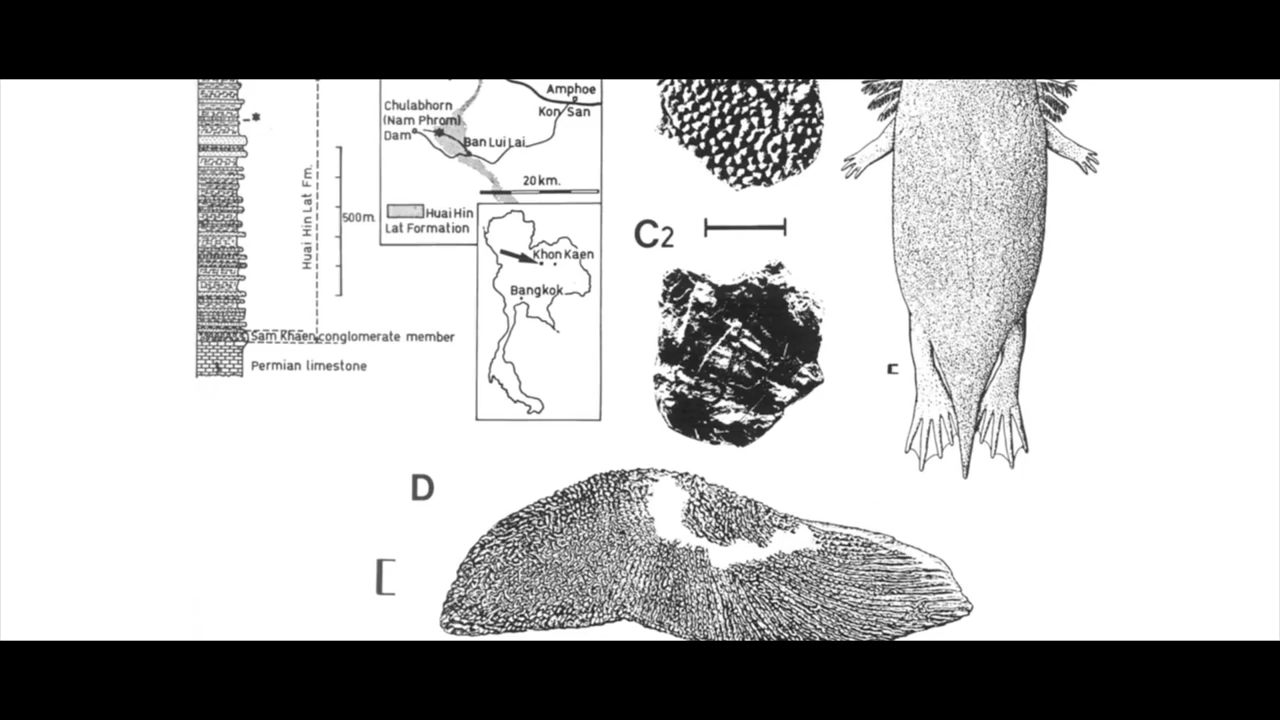 Huai Hin Lat Fm.
500m.
Sam Khaen conglomerate member
Permian limestone
Amphoe
Kon San
Chulabhorn
(Nam Phrom)
Dam
Ban Lui Lai
20 km.
Huai Hin
Lat Formation
Khon Kaen
Bangkok
C2
D